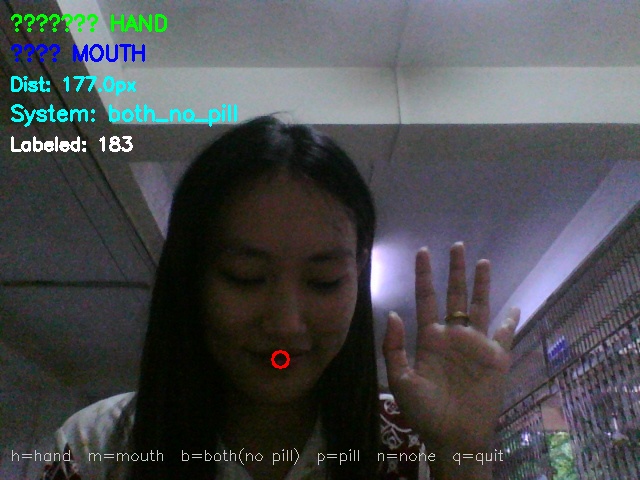 ??????? HAND
???? MOUTH
Dist: 177.0px
System: both_no_pill
Labeled: 183
h=hand m=mouth b=both(no pill) p=pill n=none q=quit